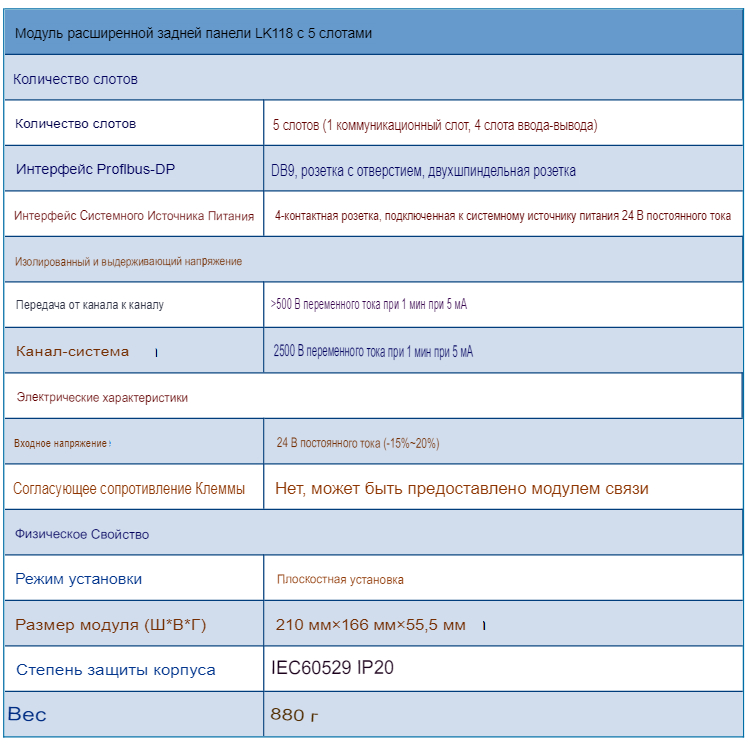 Модуль расширенной задней панели LK118 с 5 слотами
Количество слотов
Количество слотов 5 слотов (1 коммуникационный слот, 4 слота ввода-вывода)
Интерфейс Proflbus-DP DB9, розетка с отверстием, двухшпиндельная розетка
Интерфейс Системного Источника Питания 4-контактная розетка, подключенная к системному источнику питания 24 В постоянного тока
Изолированный и выдерживающий напряжение
Передача от канала к каналу >500 В переменного тока при 1 мин при 5 мА
Канал-система 2500 В переменного тока при 1 мин при 5 мА
Электрические характеристики
Входное напряжение 24 В постоянного тока (-15%~20%)
Согласующее сопротивление Клеммы Нет, может быть предоставлено модулем связи
Физическое Свойство
Режим установки Плоскостная установка
Размер модуля (Ш*В*Г) 210 мм×166 мм×55,5 мм
Степень защиты корпуса IEC60529 IP20
Вес 880 г